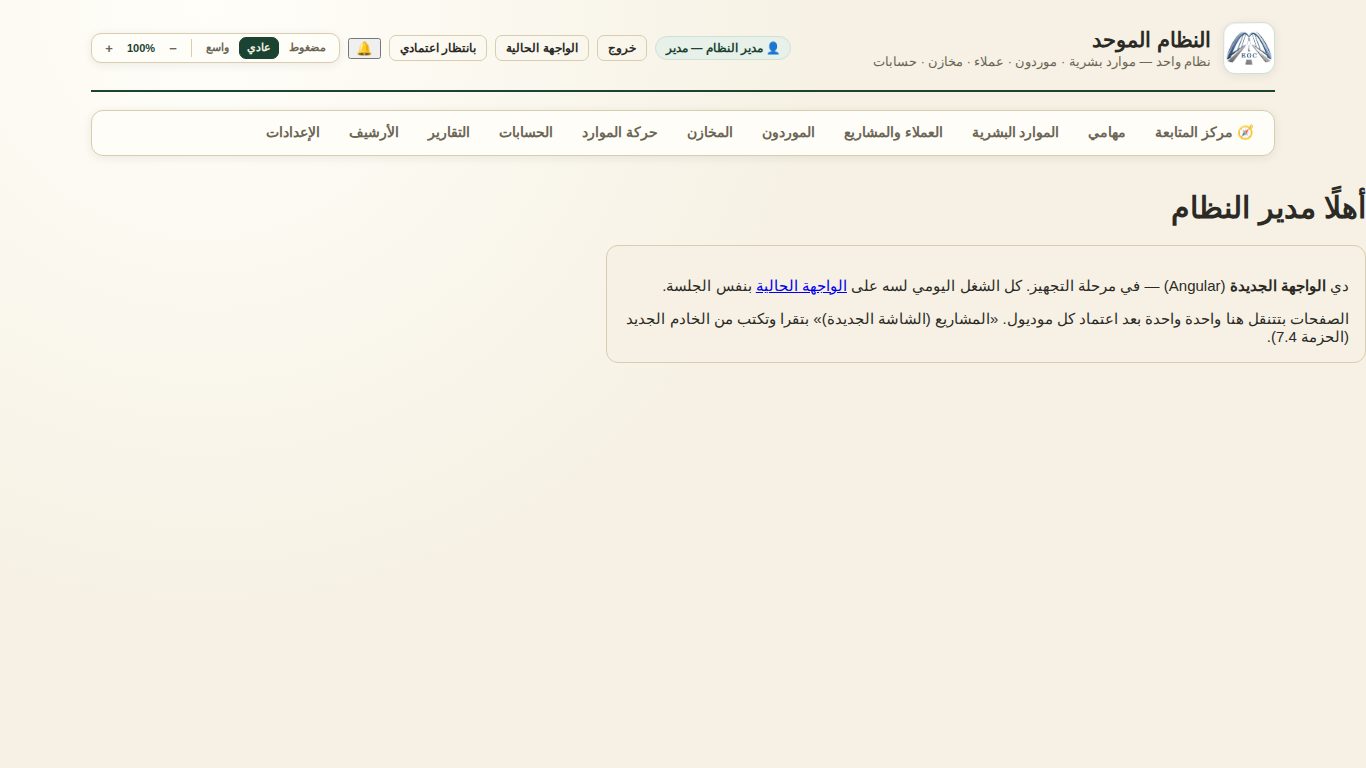 ROC
النظام الموحد
نظام واحد — موارد بشرية · موردون · عملاء · مخازن · حسابات
👤 مدير النظام — مدير
خروج
الواجهة الحالية
بانتظار اعتمادي
🔔
مضغوط عادي واسع − 100% +
🧭 مركز المتابعة مهامي الموارد البشرية العملاء والمشاريع الموردون المخازن حركة الموارد الحسابات التقارير الأرشيف الإعدادات
أهلًا مدير النظام
دي الواجهة الجديدة (Angular) — في مرحلة التجهيز. كل الشغل اليومي لسه على الواجهة الحالية بنفس الجلسة.
الصفحات بتتنقل هنا واحدة واحدة بعد اعتماد كل موديول. «المشاريع (الشاشة الجديدة)» بتقرا وتكتب من الخادم الجديد
(الحزمة 7.4).